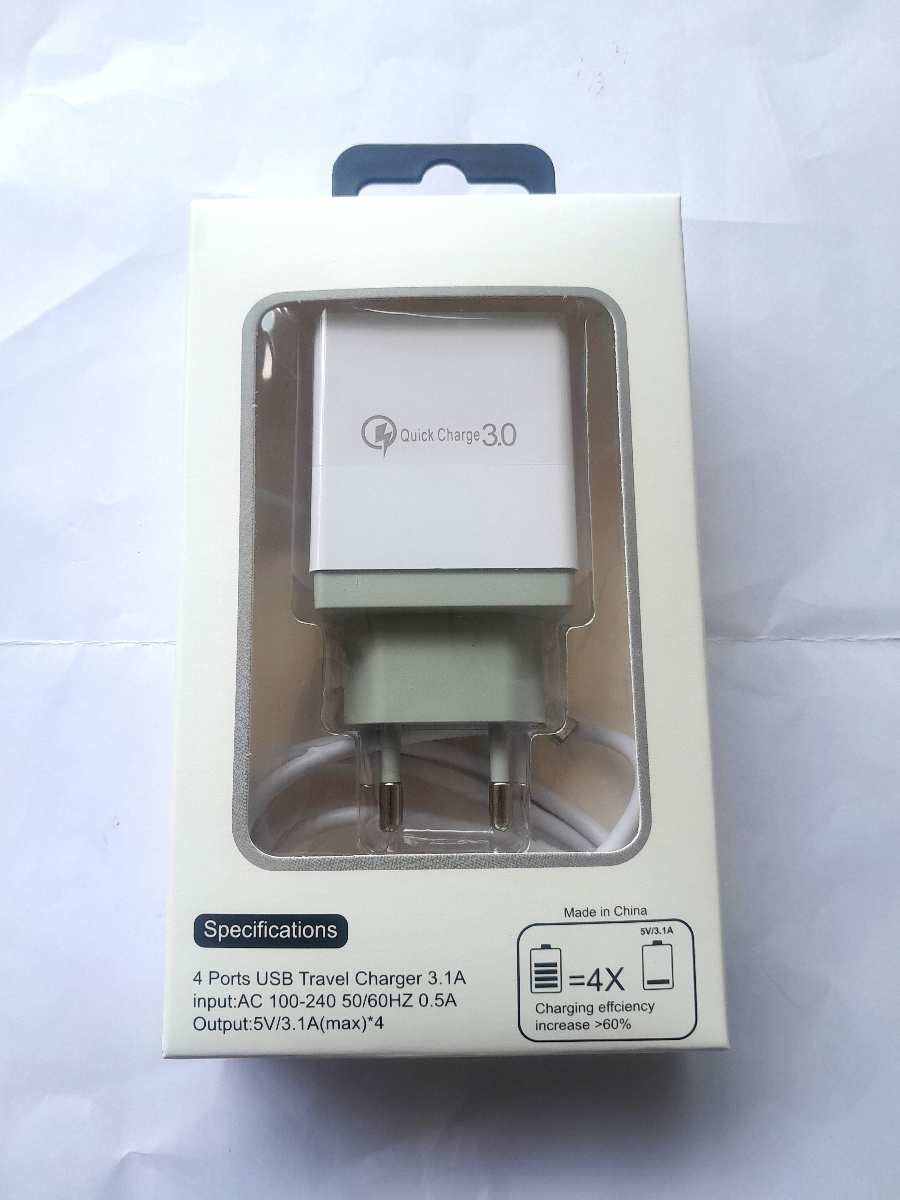 Quick Charge 3.0
Specifications
4 Ports USB Travel Charger 3.1A
input:AC 100-240 50/60HZ 0.5A
Output:5V/3.1A(max)*4
Made in China
5V/3.1A
=4X
Charging effciency
increase >60%